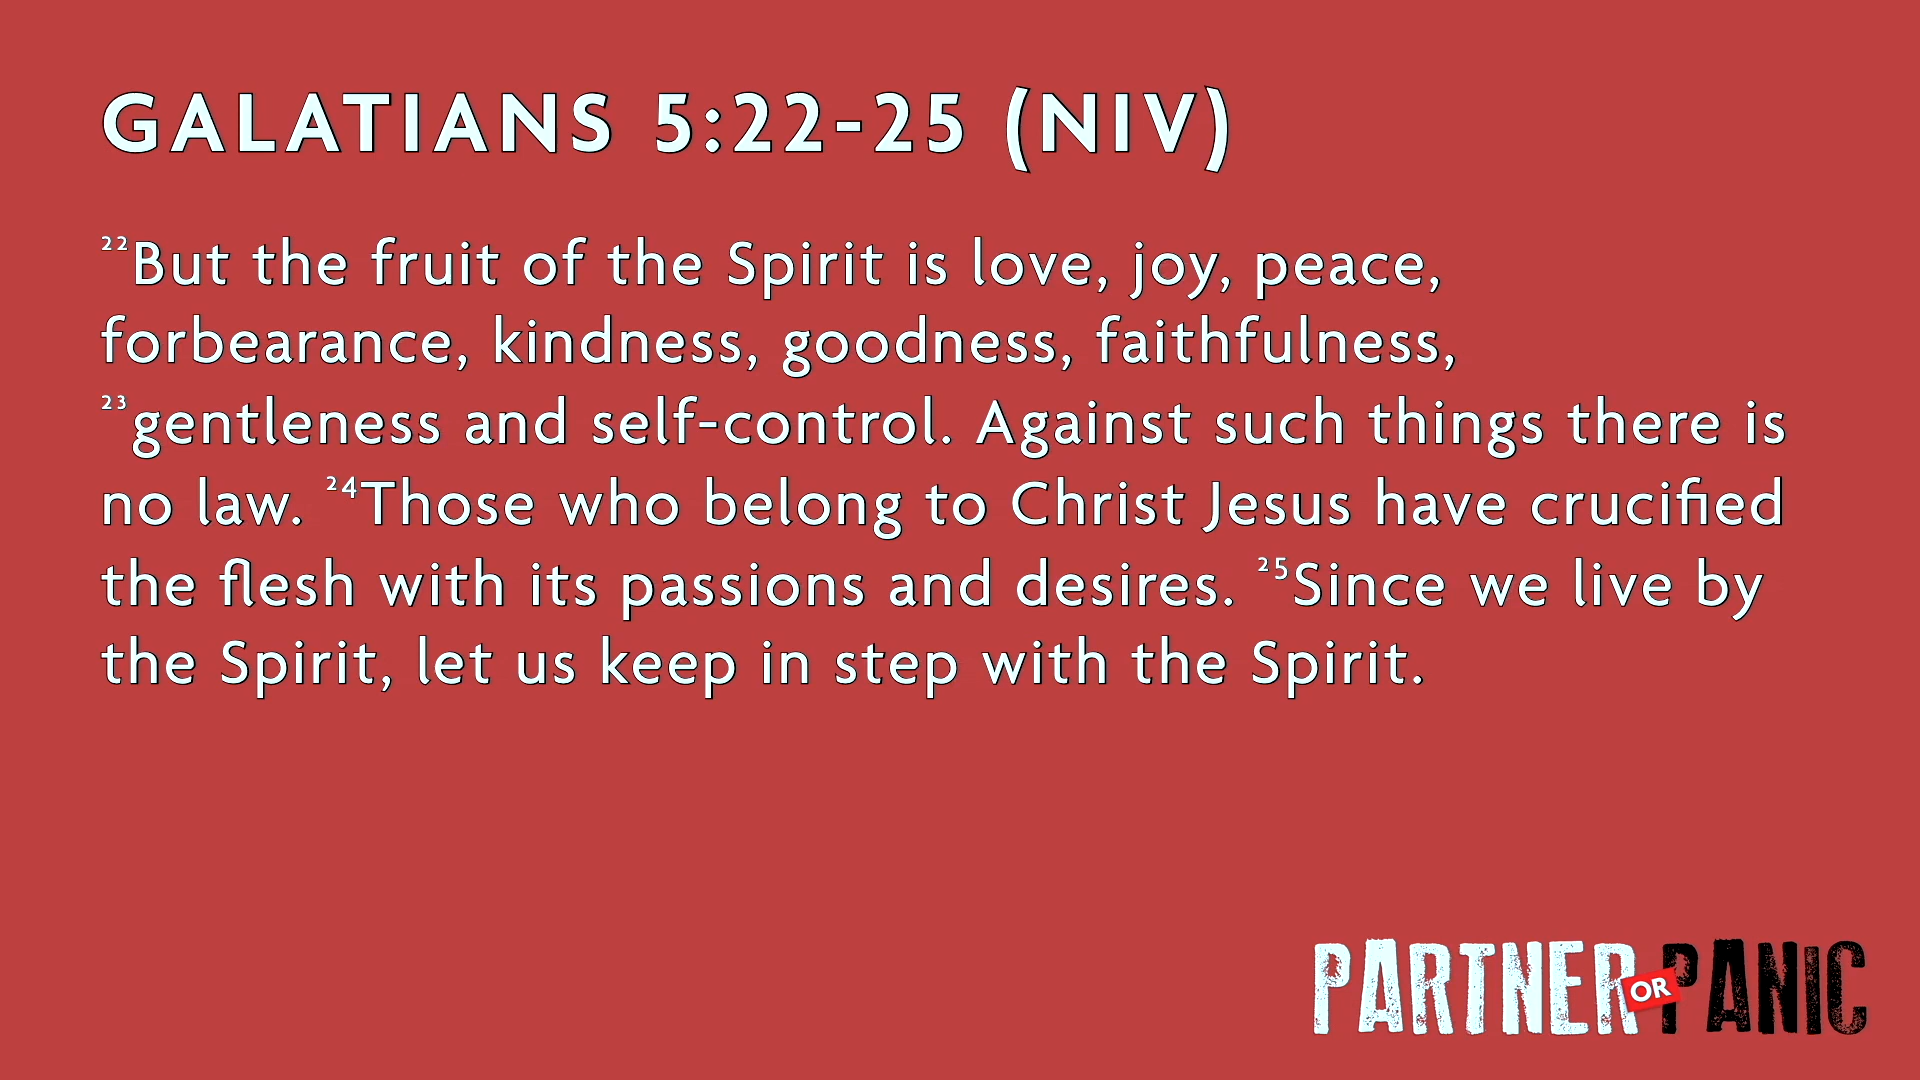 GALATIANS 5:22-25 (NIV)
²²But the fruit of the Spirit is love, joy, peace,
forbearance, kindness, goodness, faithfulness,
²³gentleness and self-control. Against such things there is
no law. ²⁴Those who belong to Christ Jesus have crucified
the flesh with its passions and desires. ²⁵Since we live by
the Spirit, let us keep in step with the Spirit.
PARTNER OR PANIC